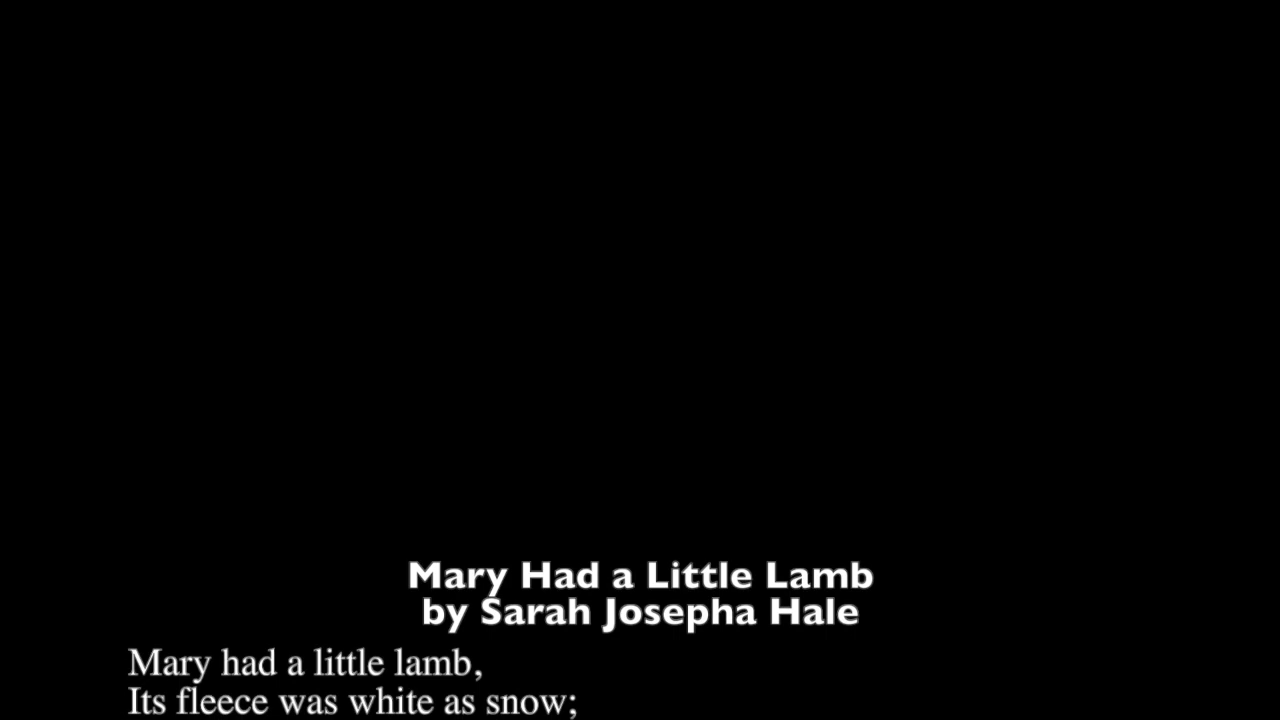 Mary Had a Little Lamb
by Sarah Josepha Hale
Mary had a little lamb,
Its fleece was white as snow;